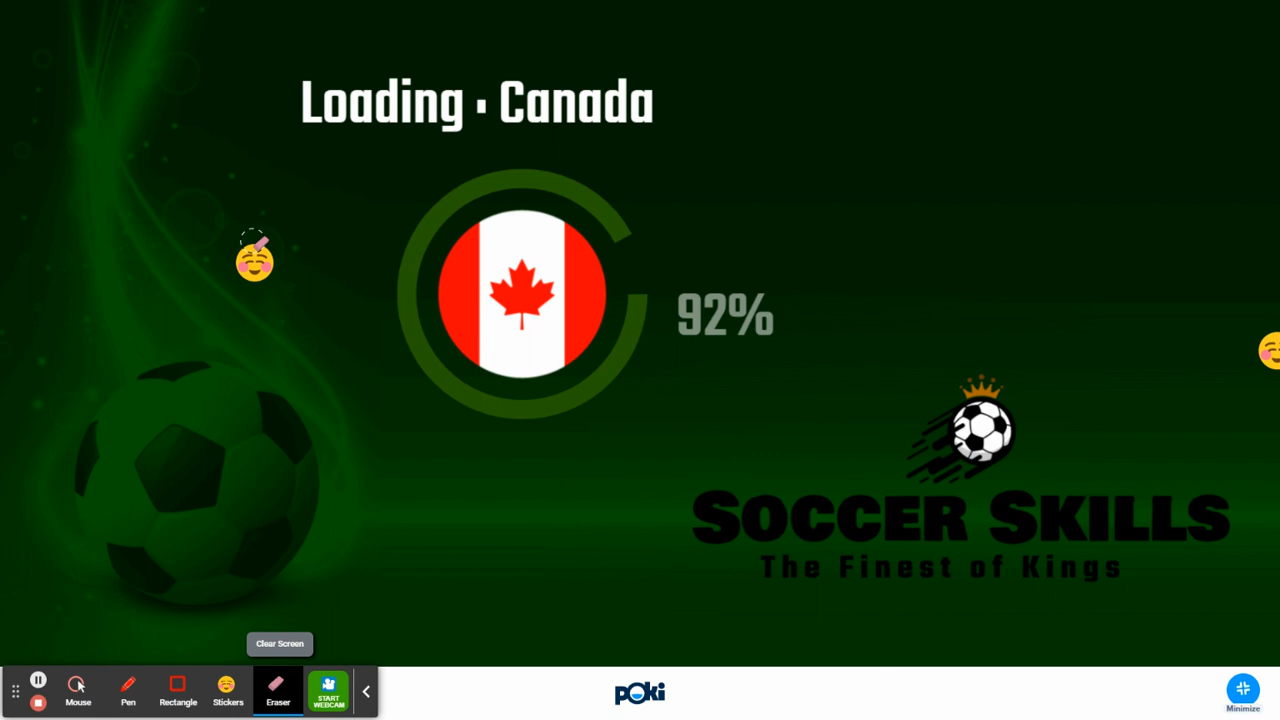 Loading · Canada
92%
SOCCER SKILLS
The Finest of Kings
Clear Screen
Mouse
Pen
Rectangle
Stickers
Eraser
START
WEBCAM
poki
Minimize